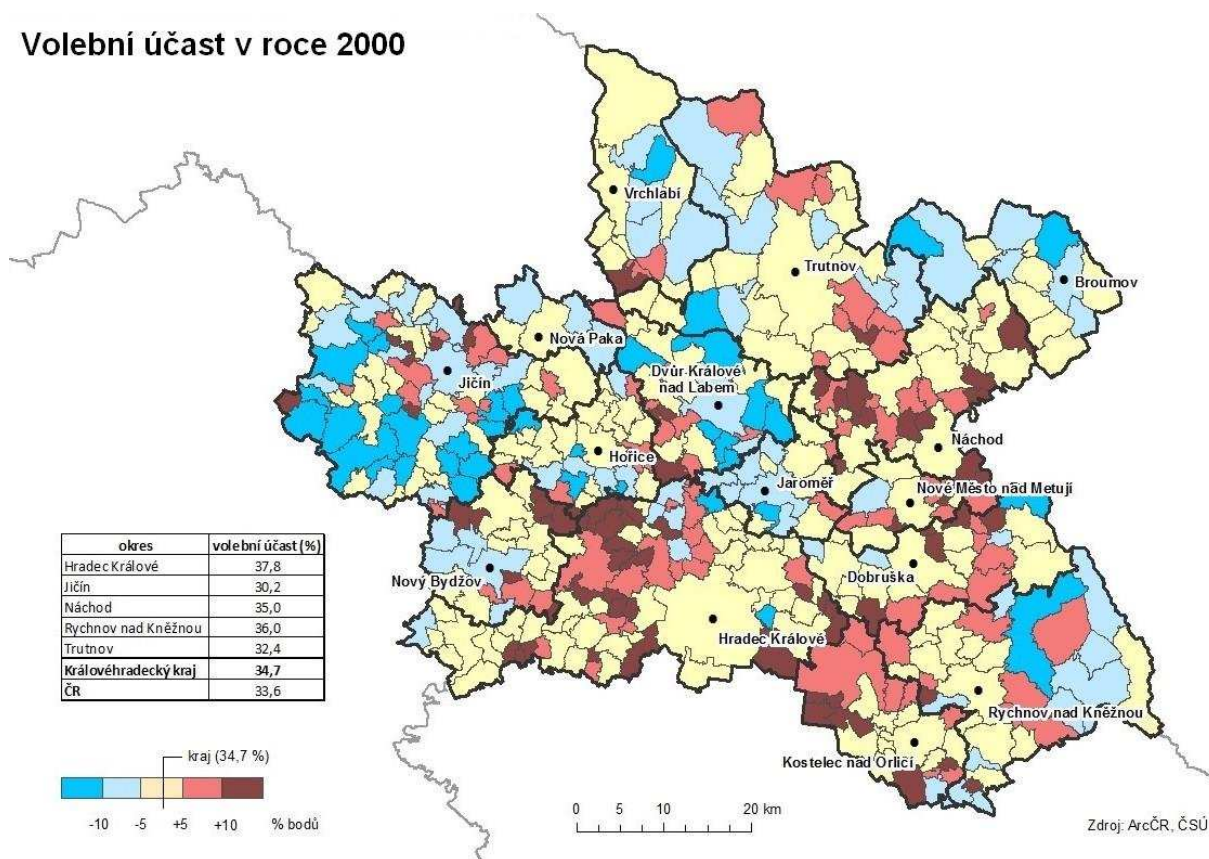 Volební účast v roce 2000
Vrchlabí
Trutnov
Broumov
Nová Paka
Jičín
Dvůr Králové
nad Labem
Náchod
Hořice
Jaroměř
Nové Město nad Metují
okres volební účast (%)
Hradec Králové 37,8
Jičín 30,2
Náchod 35,0
Rychnov nad Kněžnou 36,0
Trutnov 32,4
Královéhradecký kraj 34,7
ČR 33,6
Nový Bydžov
Dobruška
Hradec Králové
Rychnov nad Kněžnou
Kostelec nad Orlicí
kraj (34,7 %)
-10 -5 +5 +10 % bodů
0 5 10 20 km
Zdroj: ArcČR, ČSÚ